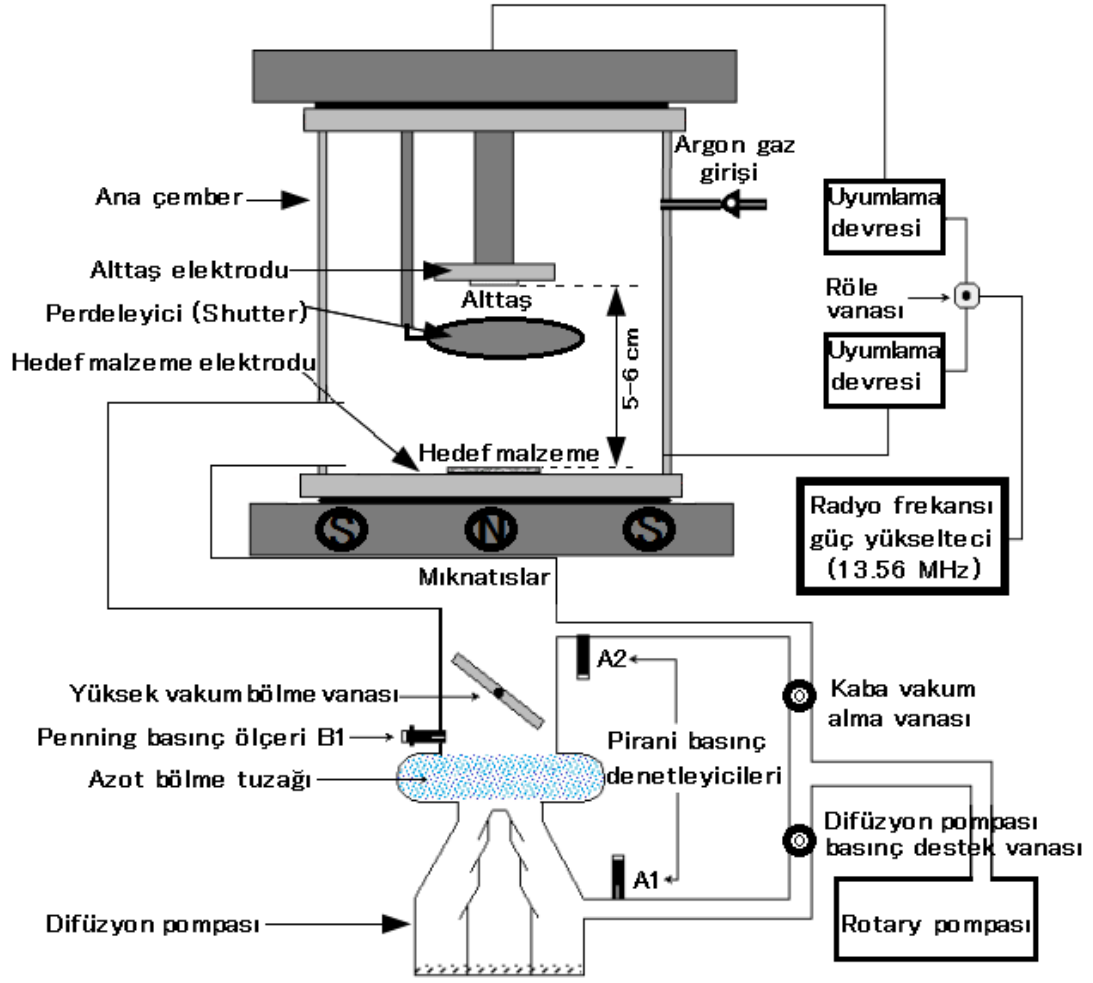 Argon gaz
girişi
Ana çember
Uyumlama
devresi
Alttaş elektrodu
Alttaş
Röle
vanası
Perdeleyici (Shutter)
Uyumlama
devresi
Hedef malzeme elektrodu
5-6 cm
Hedef malzeme
Radyo frekansı
güç yükselteci
(13.56 MHz)
S
N
S
Mıknatıslar
A2
Yüksek vakum bölme vanası
Kaba vakum
alma vanası
Penning basınç ölçeri B1
Pirani basınç
denetleyicileri
Azot bölme tuzağı
Difüzyon pompası
basınç destek vanası
A1
Difüzyon pompası
Rotary pompası